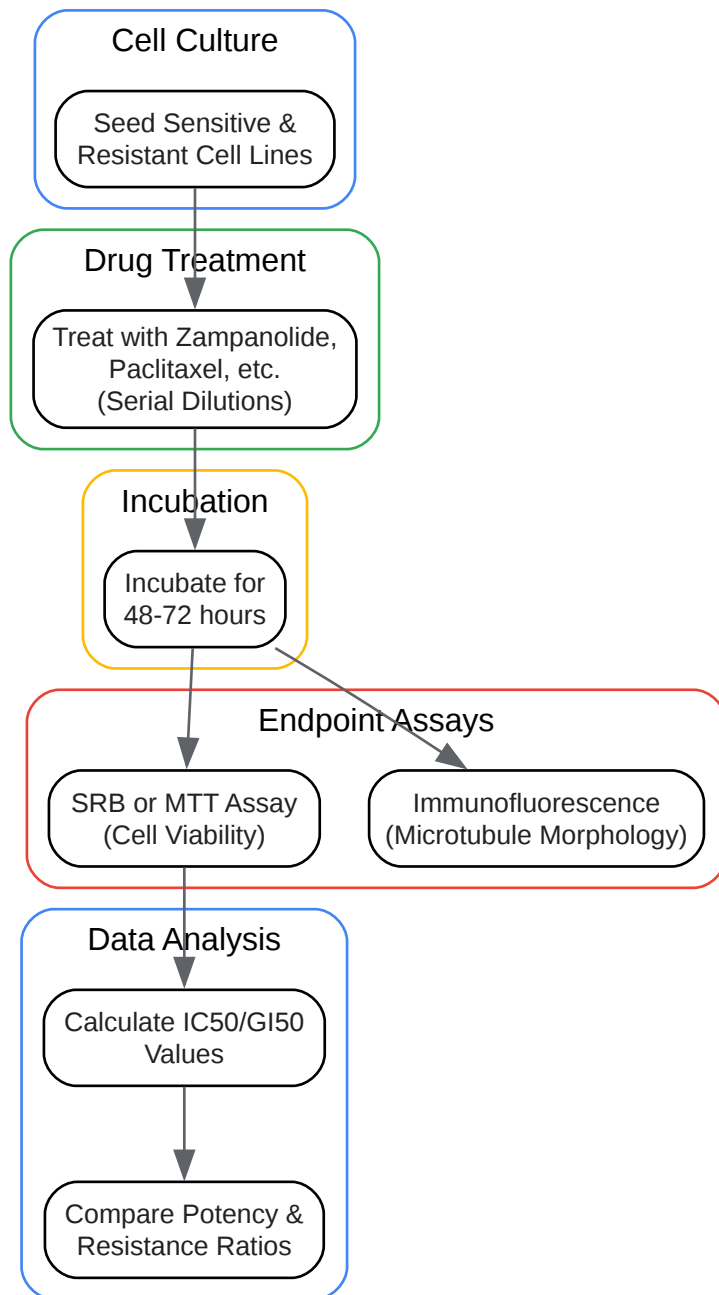 Cell Culture
Seed Sensitive &
Resistant Cell Lines
Drug Treatment
Treat with Zampanolide,
Paclitaxel, etc.
(Serial Dilutions)
Incubation
Incubate for
48-72 hours
Endpoint Assays
SRB or MTT Assay
(Cell Viability)
Immunofluorescence
(Microtubule Morphology)
Data Analysis
Calculate IC50/GI50
Values
Compare Potency &
Resistance Ratios